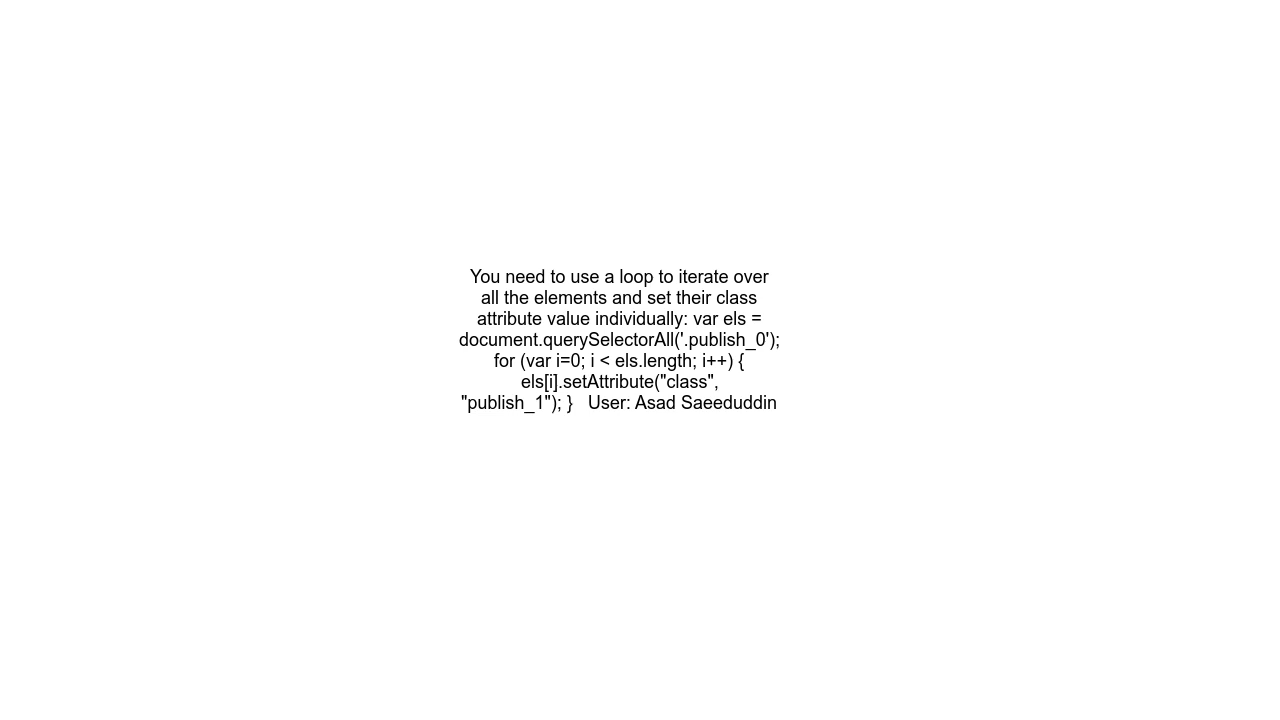 You need to use a loop to iterate over
all the elements and set their class
attribute value individually: var els =
document.querySelectorAll('.publish_0');
for (var i=0; i < els.length; i++) {
els[i].setAttribute("class",
"publish_1"); }   User: Asad Saeeduddin